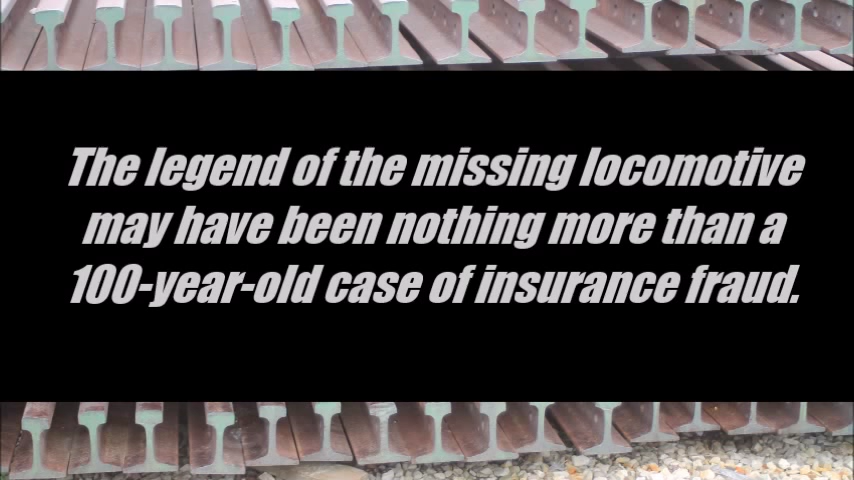 The legend of the missing locomotive
may have been nothing more than a
100-year-old case of insurance fraud.